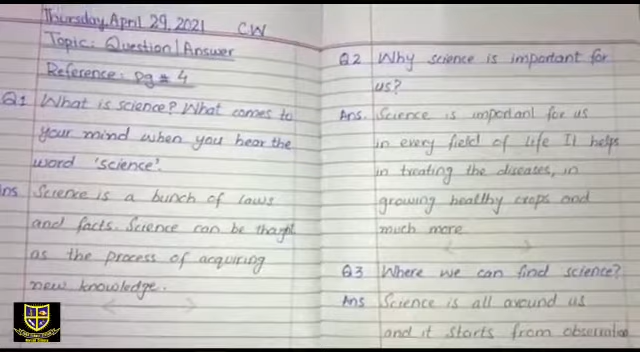 Thursday, April 29, 2021 C.W
Topic: Question/Answer
Reference: pg # 4
Q1 What is science? What comes to
your mind when you hear the
word 'science'.
Ans Science is a bunch of laws
and facts. Science can be thought
as the process of acquiring
new knowledge.
Q2 Why science is important for
us?
Ans. Science is important for us
in every field of life It helps
in treating the diseases, in
growing healthy crops and
much more
Q3 Where we can find science?
Ans Science is all around us
and it starts from observation